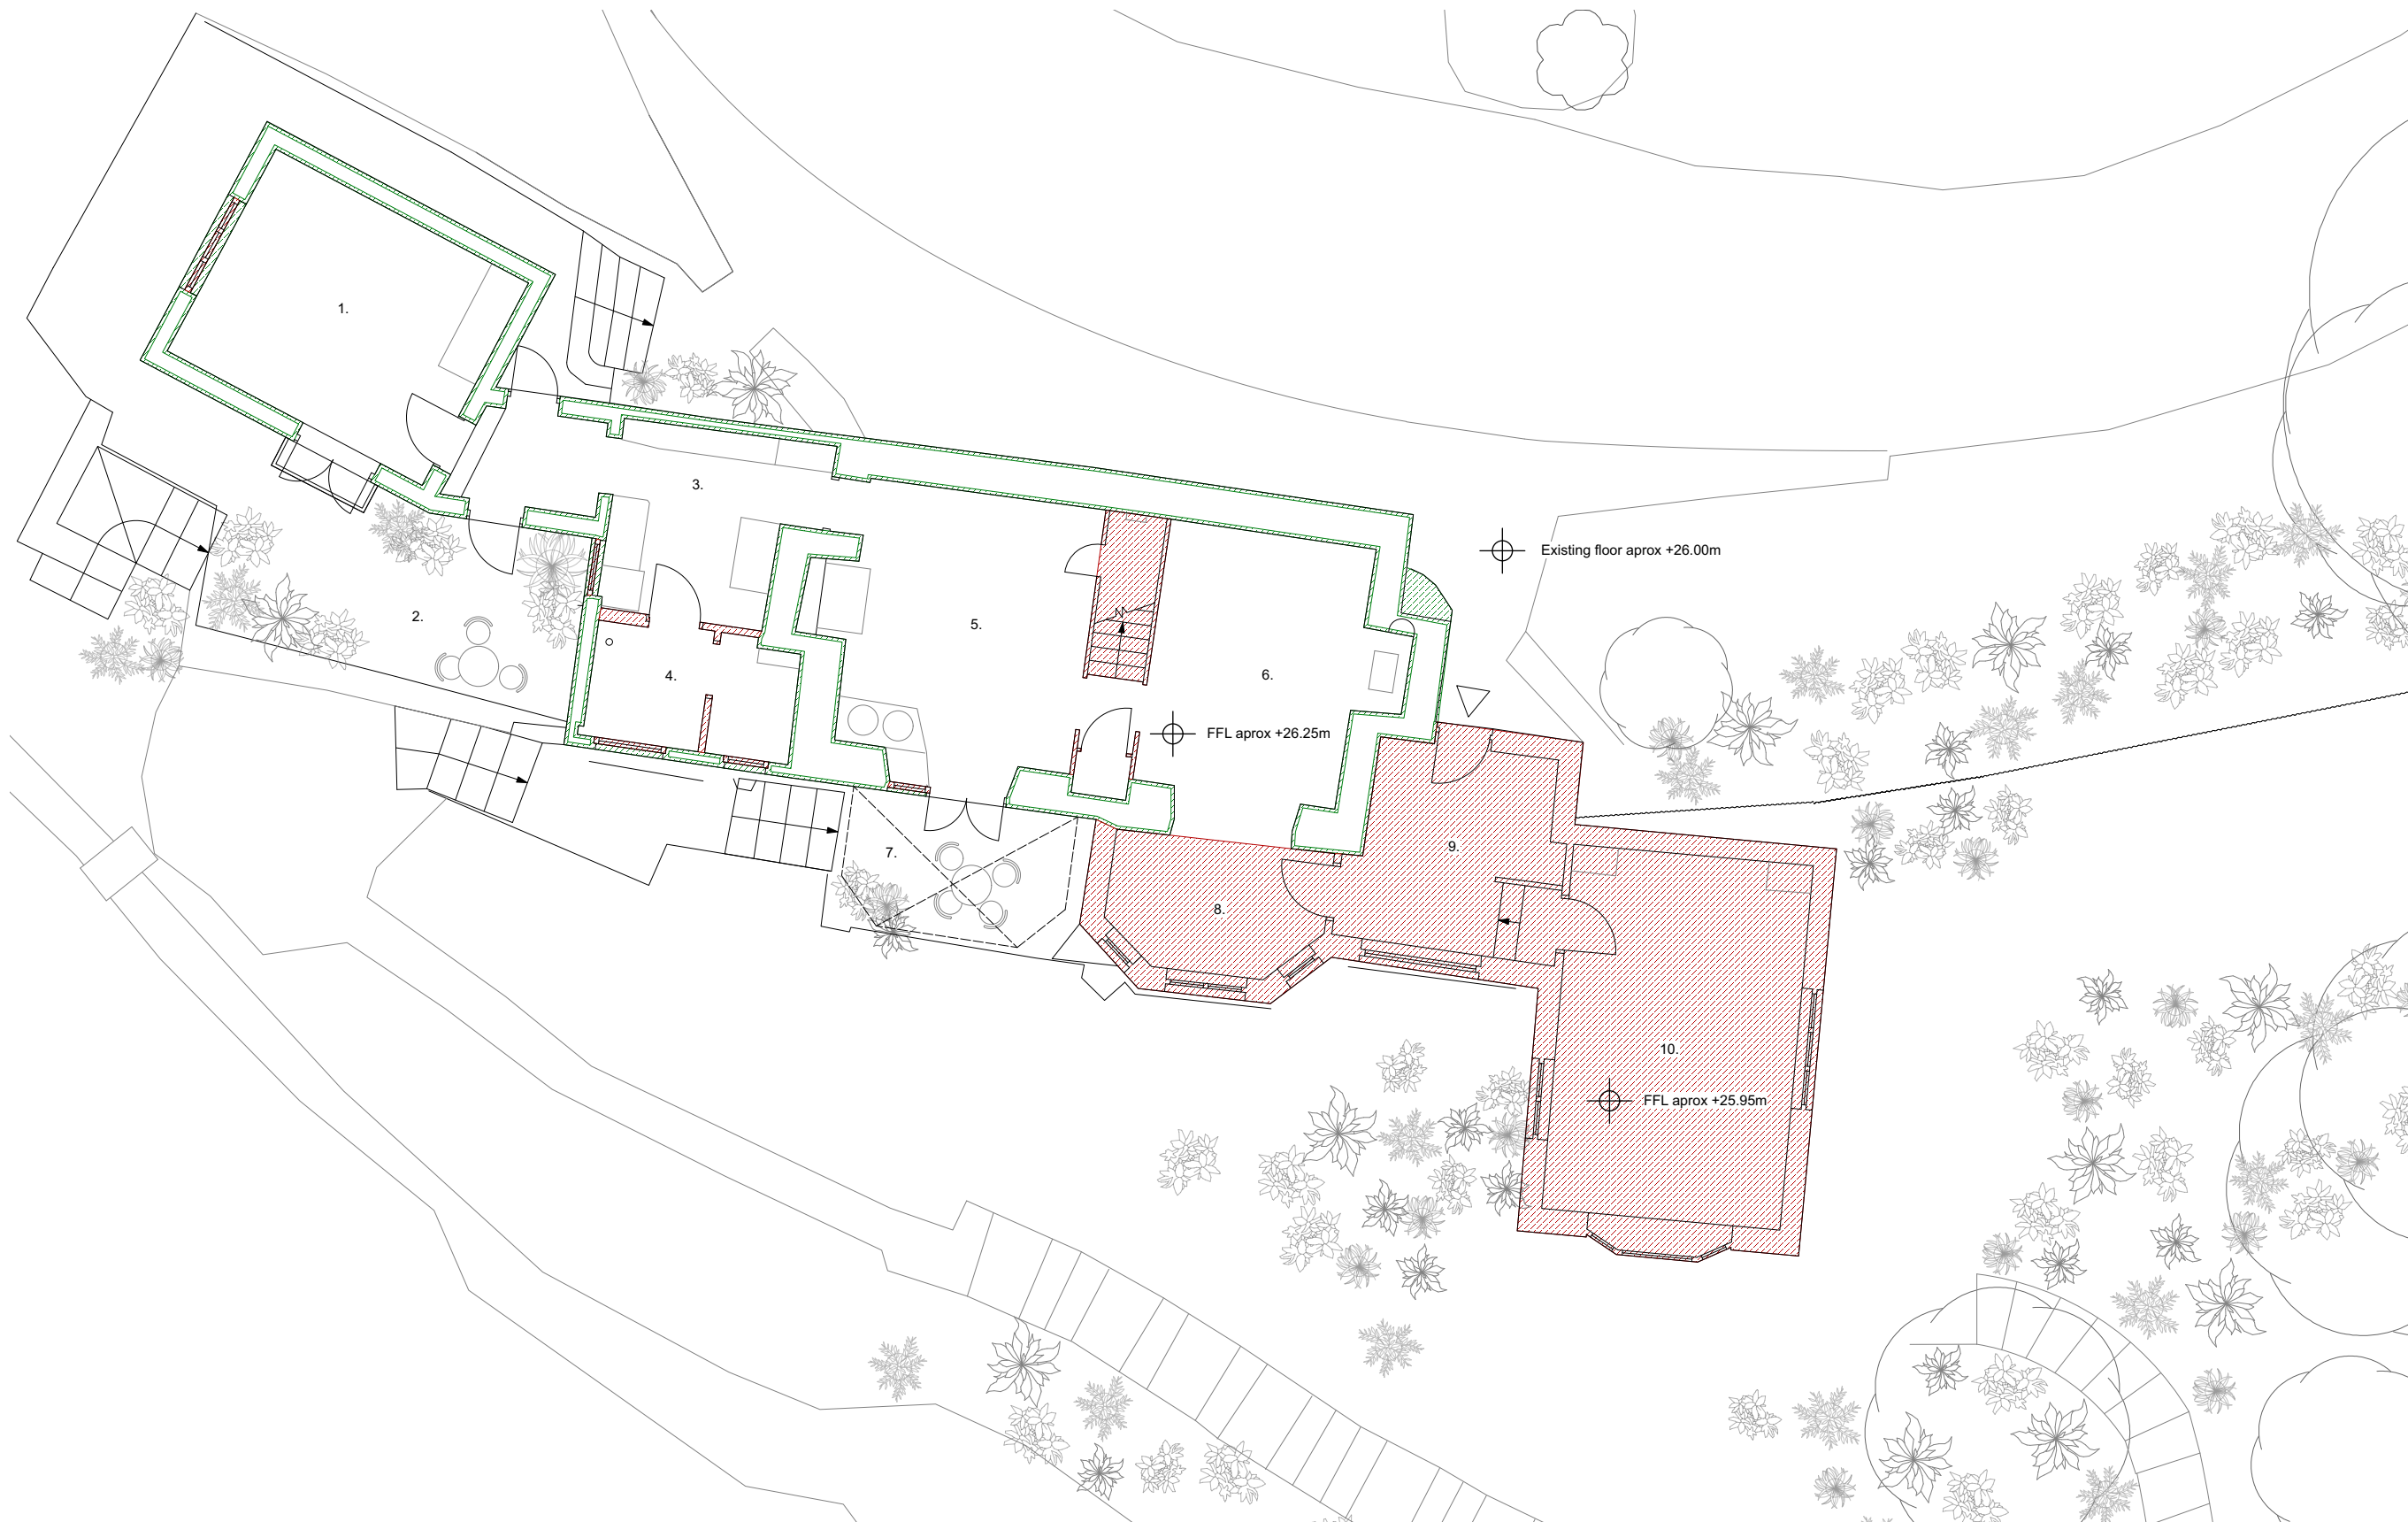 1.
3.
Existing floor aprox +26.00m
2.
N
5.
4.
6.
FFL aprox +26.25m
7.
9.
8.
10.
FFL aprox +25.95m